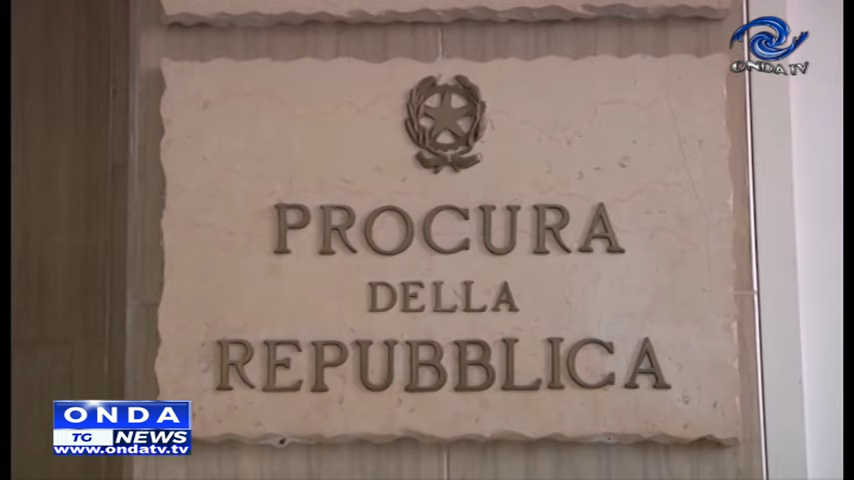 ONDA TV
PROCURA
DELLA
REPUBBLICA
ONDA
TG NEWS
www.ondatv.tv